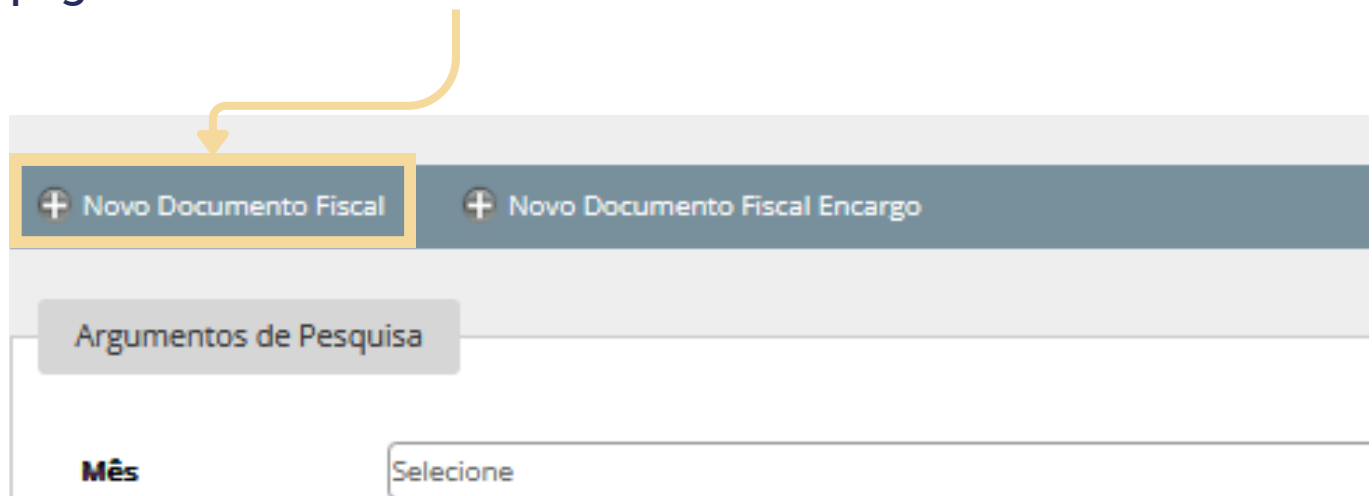 Novo Documento Fiscal
Novo Documento Fiscal Encargo
Argumentos de Pesquisa
Mês
Selecione